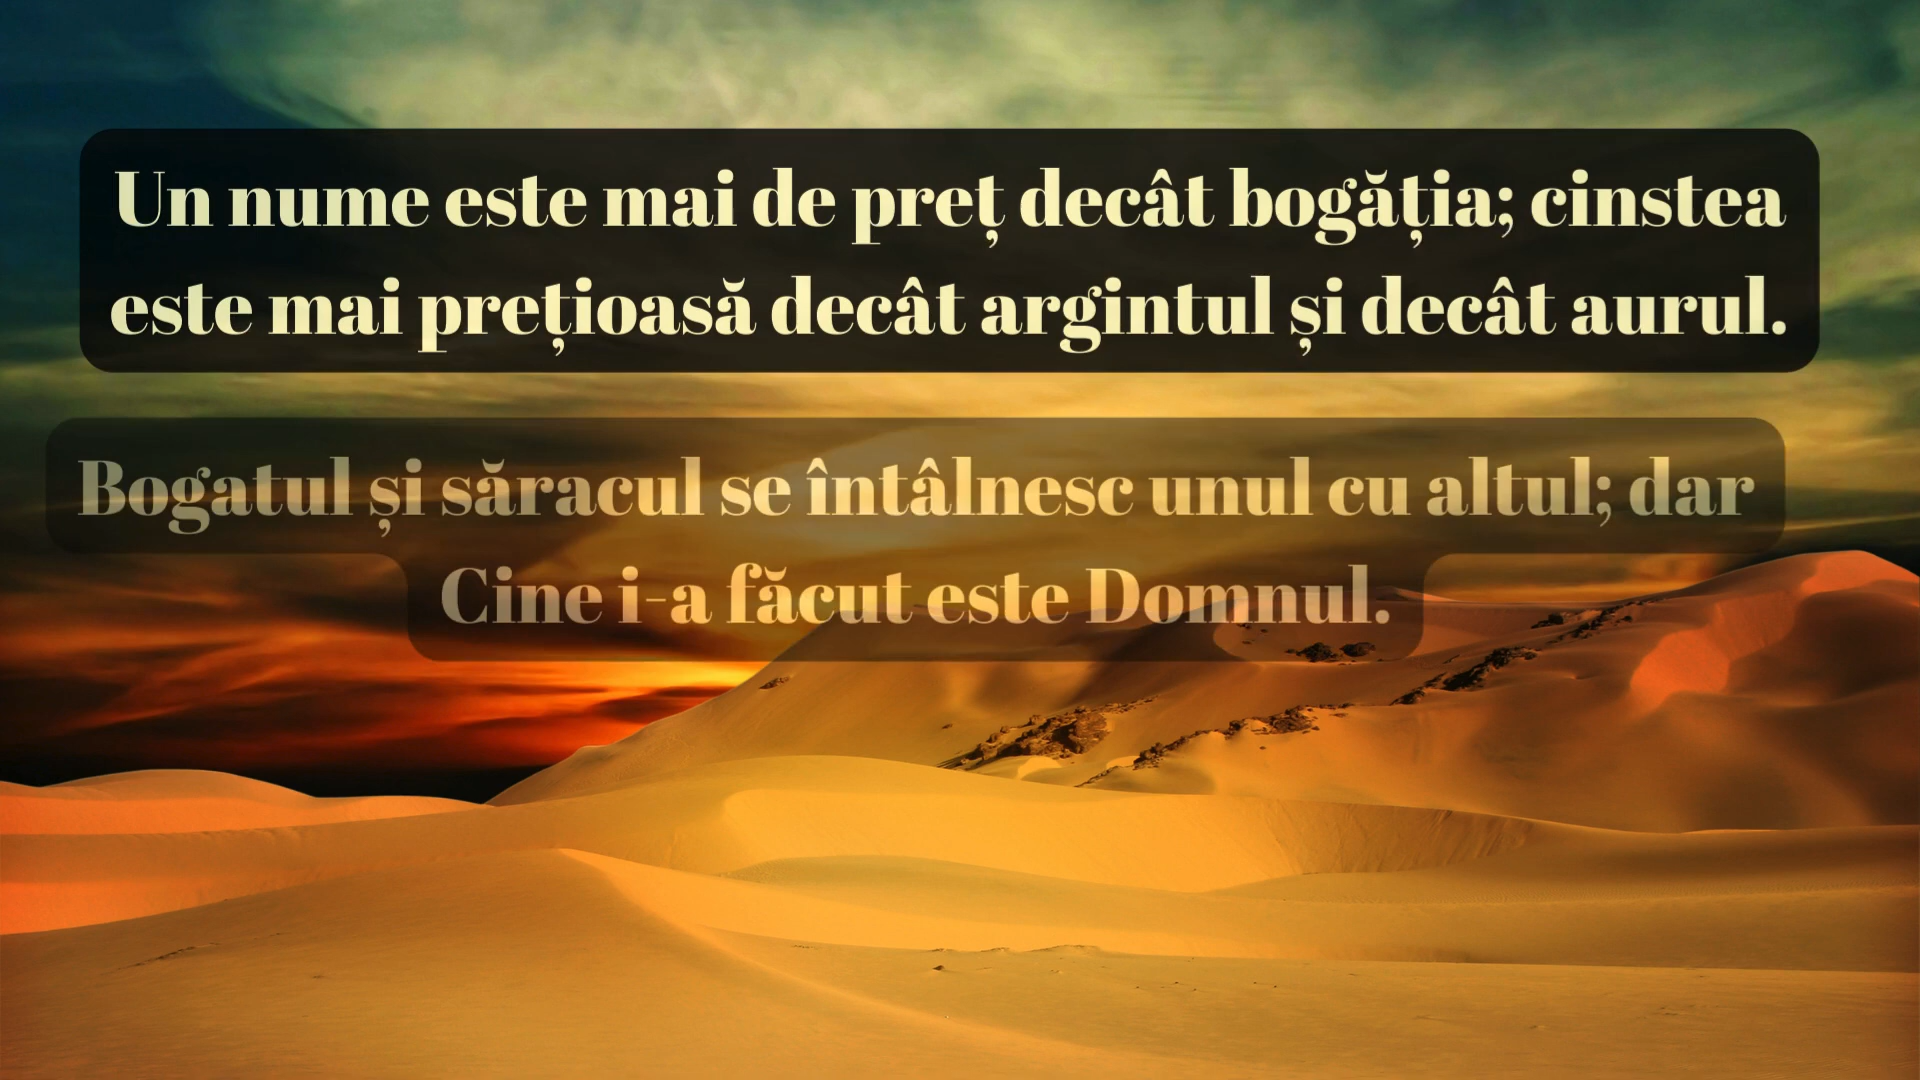 Un nume este mai de preț decât bogăția; cinstea
este mai prețioasă decât argintul și decât aurul.
Bogatul și săracul se întâlnesc unul cu altul; dar
Cine i-a făcut este Domnul.